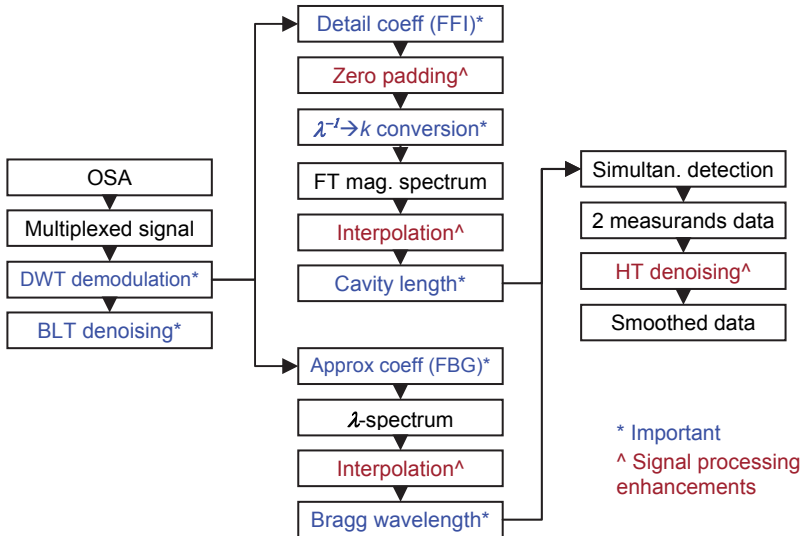 OSA
Multiplexed signal
DWT demodulation*
BLT denoising*
Detail coeff (FFI)*
Zero padding^
λ⁻¹→k conversion*
FT mag. spectrum
Interpolation^
Cavity length*
Approx coeff (FBG)*
λ-spectrum
Interpolation^
Bragg wavelength*
Simultan. detection
2 measurands data
HT denoising^
Smoothed data
* Important
^ Signal processing
enhancements